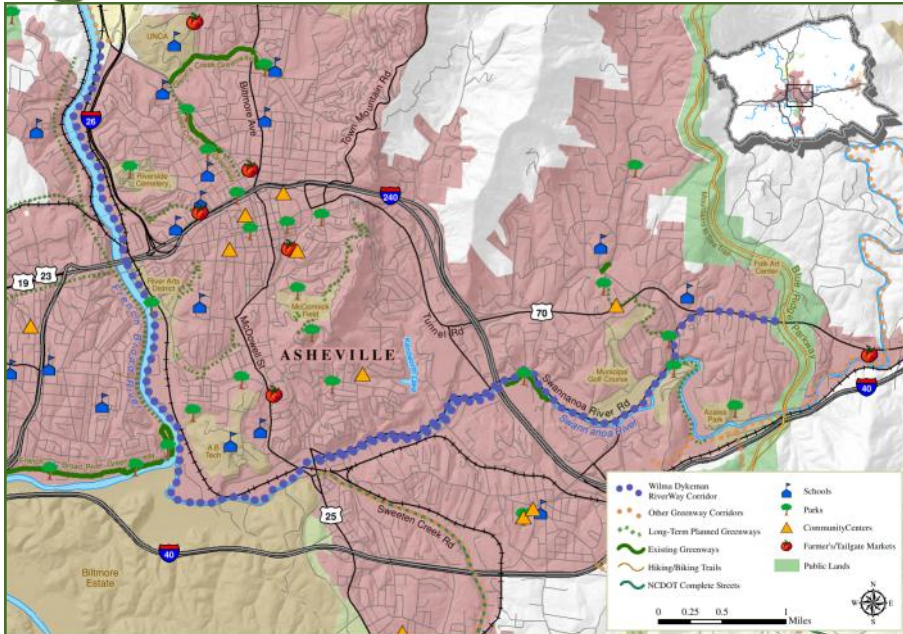 UNCA
26
Riverside
Cemetery
Biltmore Ave
Town Mountain Rd
240
19
23
River Arts
District
McCormick
Field
McDowell St
ASHEVILLE
Tunnel Rd
70
Municipal
Golf Course
Swannanoa River Rd
Swannanoa River
Folk Art
Center
Blue Ridge Parkway
Azalea
Park
40
A B
Tech
25
Sweeten Creek Rd
40
Biltmore
Estate
Wilma Dykeman
RiverWay Corridor
Other Greenway Corridors
Long-Term Planned Greenways
Existing Greenways
Hiking/Biking Trails
NCDOT Complete Streets
Schools
Parks
CommunityCenters
Farmer's/Tailgate Markets
Public Lands
N
W
E
S
0 0.25 0.5 1
Miles